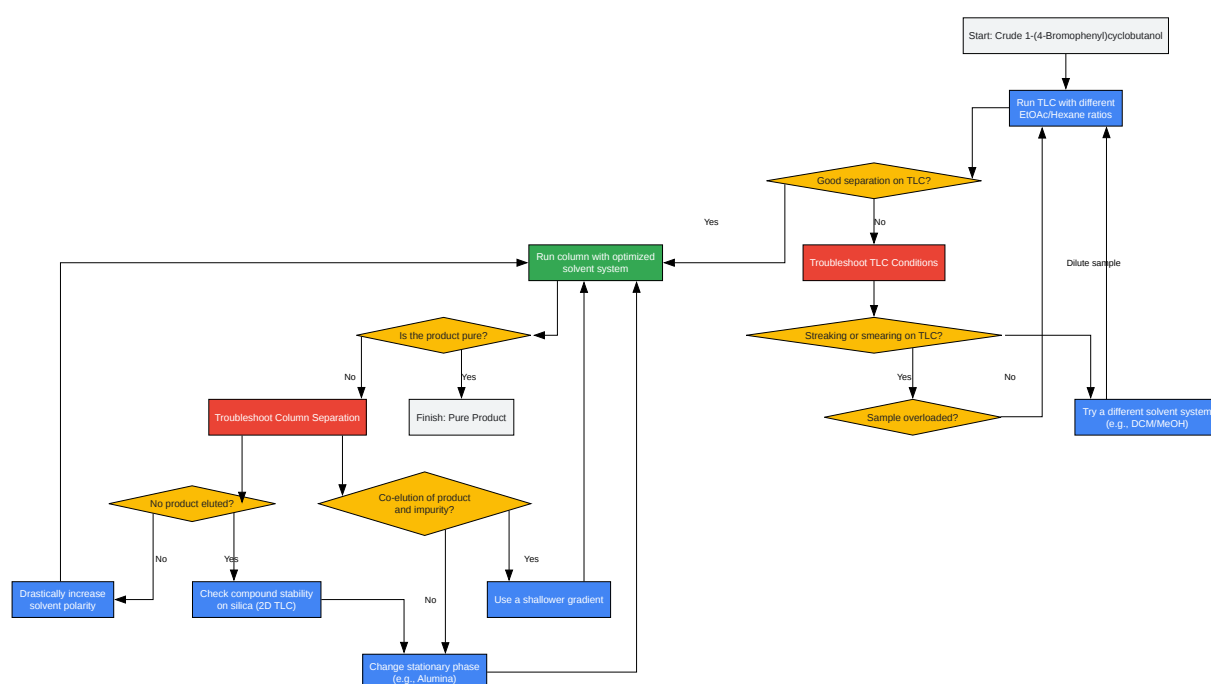 Start: Crude 1-(4-Bromophenyl)cyclobutanol
Run TLC with different
EtOAc/Hexane ratios
Good separation on TLC?
Yes
No
Run column with optimized
solvent system
Troubleshoot TLC Conditions
Dilute sample
Is the product pure?
Streaking or smearing on TLC?
No
Yes
Yes
No
Troubleshoot Column Separation
Finish: Pure Product
Sample overloaded?
Try a different solvent system
(e.g., DCM/MeOH)
No product eluted?
Co-elution of product
and impurity?
No
Yes
Yes
Drastically increase
solvent polarity
Check compound stability
on silica (2D TLC)
No
Use a shallower gradient
Change stationary phase
(e.g., Alumina)